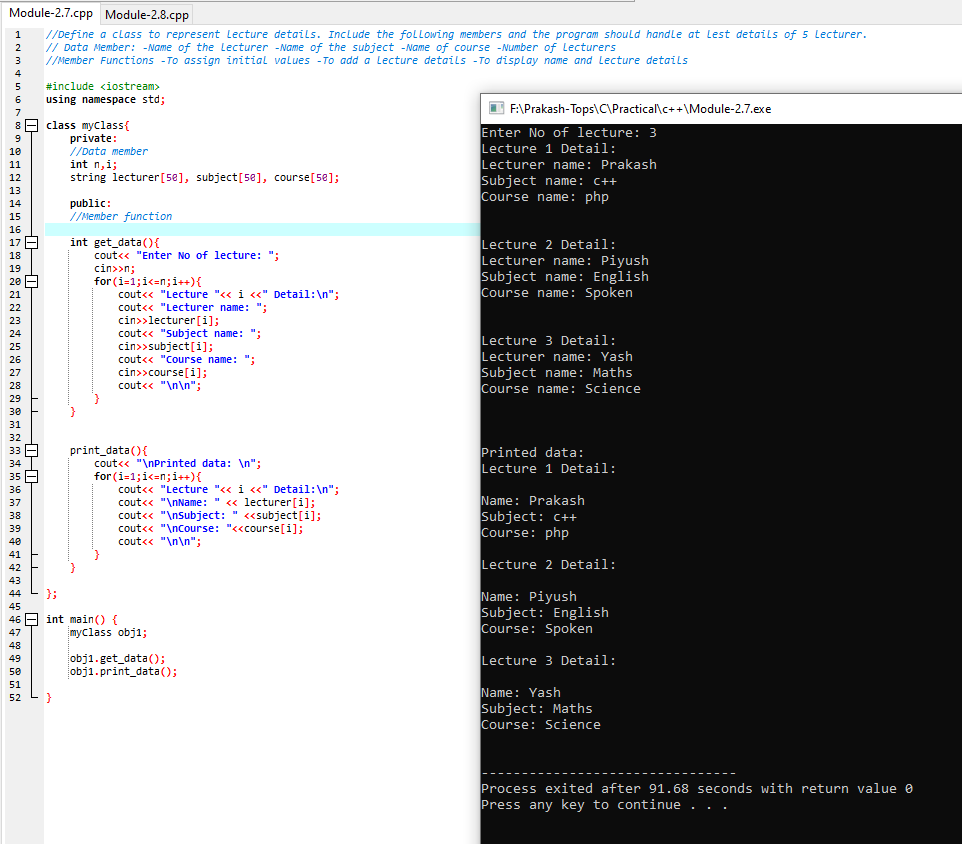 Module-2.7.cpp Module-2.8.cpp
1 //Define a class to represent lecture details. Include the following members and the program should handle at lest details of 5 lecturer.
2 // Data Member: -Name of the lecturer -Name of the subject -Name of course -Number of lecturers
3 //Member Functions -To assign initial values -To add a lecture details -To display name and lecture details
4
5 #include <iostream>
6 using namespace std;
7
8 class myClass{
9 private:
10 //Data member
11 int n,i;
12 string lecturer[50], subject[50], course[50];
13
14 public:
15 //Member function
16
17 int get_data(){
18 cout<< "Enter No of lecture: ";
19 cin>>n;
20 for(i=1;i<=n;i++){
21 cout<< "Lecture "<< i <<" Detail:\n";
22 cout<< "Lecturer name: ";
23 cin>>lecturer[i];
24 cout<< "Subject name: ";
25 cin>>subject[i];
26 cout<< "Course name: ";
27 cin>>course[i];
28 cout<< "\n\n";
29 }
30 }
31
32
33 print_data(){
34 cout<< "\nPrinted data: \n";
35 for(i=1;i<=n;i++){
36 cout<< "Lecture "<< i <<" Detail:\n";
37 cout<< "\nName: " << lecturer[i];
38 cout<< "\nSubject: " <<subject[i];
39 cout<< "\nCourse: "<<course[i];
40 cout<< "\n\n";
41 }
42 }
43
44 };
45
46 int main() {
47 myClass obj1;
48
49 obj1.get_data();
50 obj1.print_data();
51
52 }
F:\Prakash-Tops\C\Practical\c++\Module-2.7.exe
Enter No of lecture: 3
Lecture 1 Detail:
Lecturer name: Prakash
Subject name: c++
Course name: php
Lecture 2 Detail:
Lecturer name: Piyush
Subject name: English
Course name: Spoken
Lecture 3 Detail:
Lecturer name: Yash
Subject name: Maths
Course name: Science
Printed data:
Lecture 1 Detail:
Name: Prakash
Subject: c++
Course: php
Lecture 2 Detail:
Name: Piyush
Subject: English
Course: Spoken
Lecture 3 Detail:
Name: Yash
Subject: Maths
Course: Science
--------------------------------
Process exited after 91.68 seconds with return value 0
Press any key to continue . . .